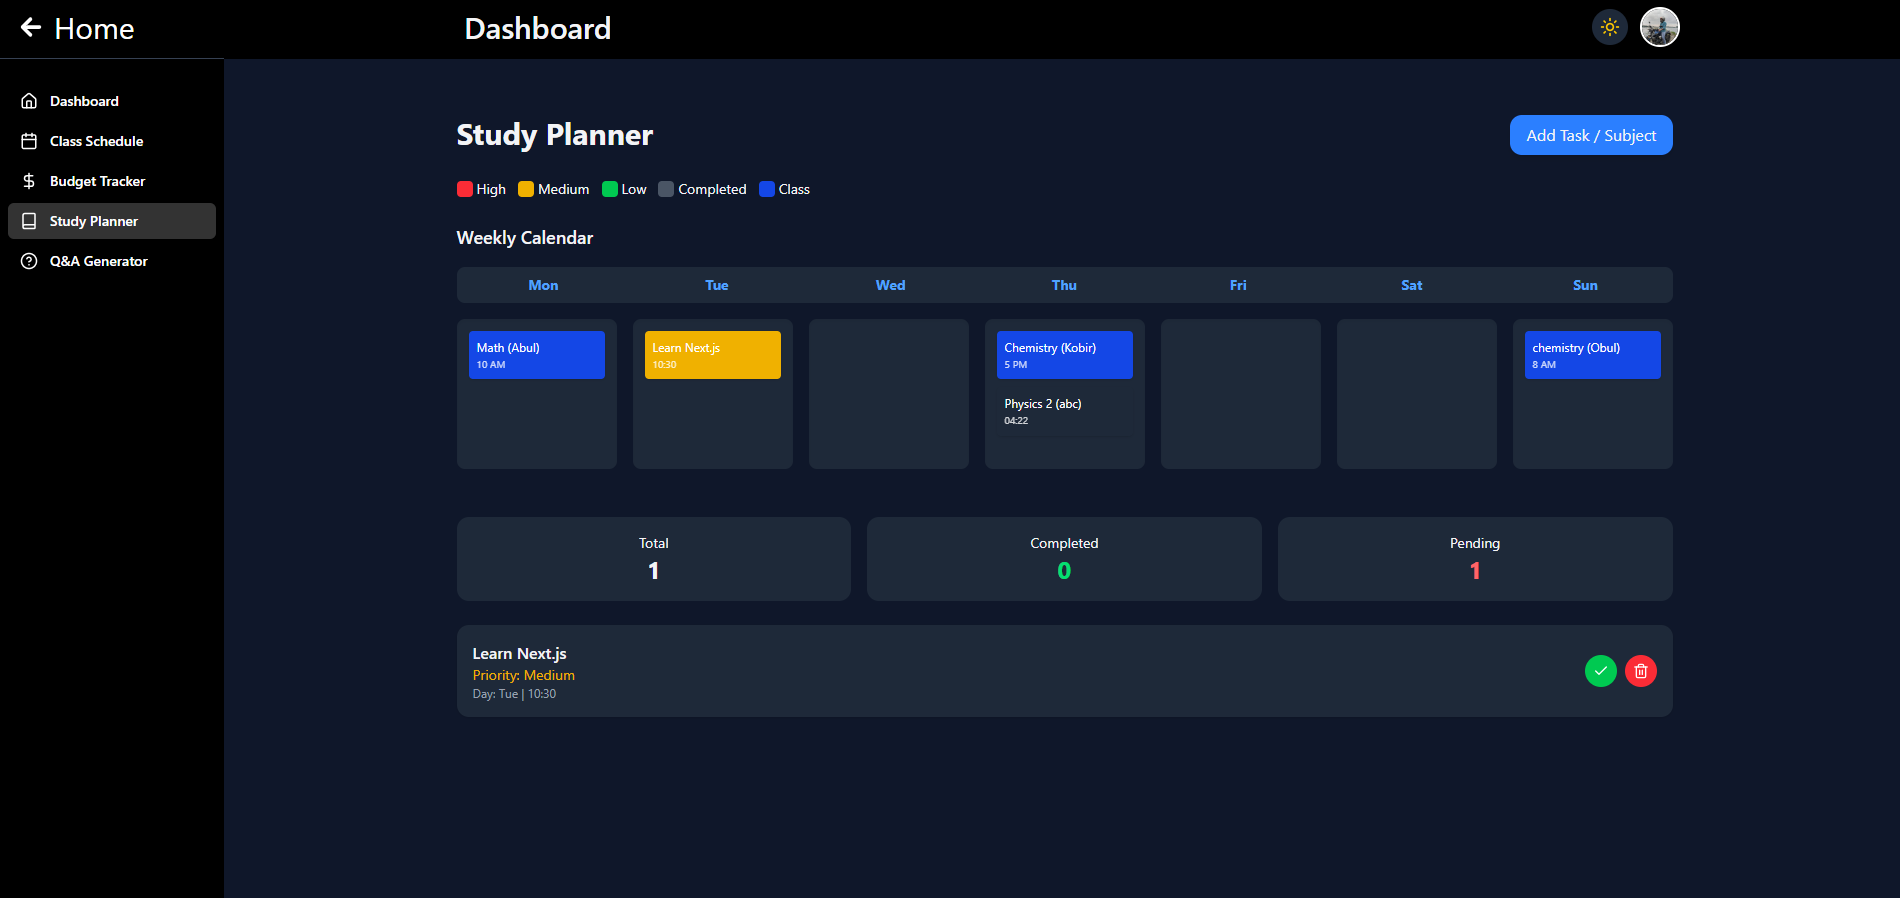 Home
Dashboard
Dashboard
Class Schedule
Budget Tracker
Study Planner
Q&A Generator
Study Planner
Add Task / Subject
High Medium Low Completed Class
Weekly Calendar
Mon Tue Wed Thu Fri Sat Sun
Math (Abul)
10 AM
Learn Next.js
10:30
Chemistry (Kobir)
5 PM
Physics 2 (abc)
04:22
chemistry (Obul)
8 AM
Total
1
Completed
0
Pending
1
Learn Next.js
Priority: Medium
Day: Tue | 10:30